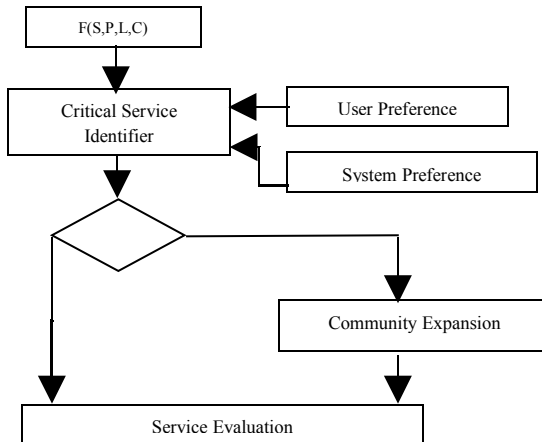 F(S,P,L,C)
Critical Service
Identifier
User Preference
System Preference
Community Expansion
Service Evaluation